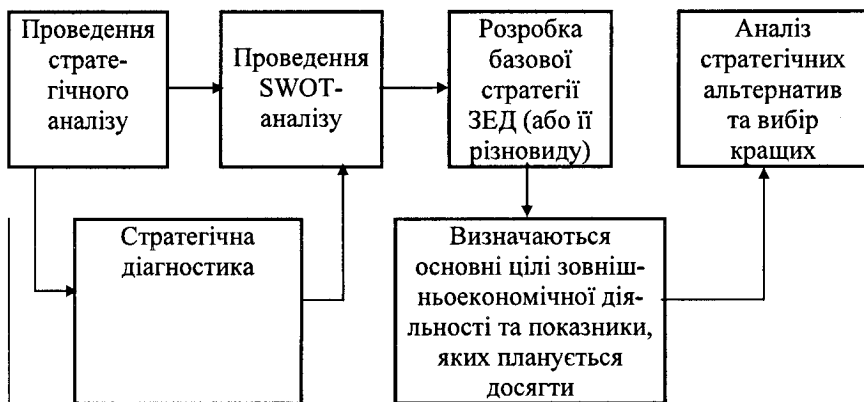 Проведення
страте-
гічного
аналізу
Проведення
SWOT-
аналізу
Розробка
базової
стратегії
ЗЕД (або її
різновиду)
Аналіз
стратегічних
альтернатив
та вибір
кращих
Стратегічна
діагностика
Визначаються
основні цілі зовніш-
ньоекономічної дія-
льності та показники,
яких планується
досягти